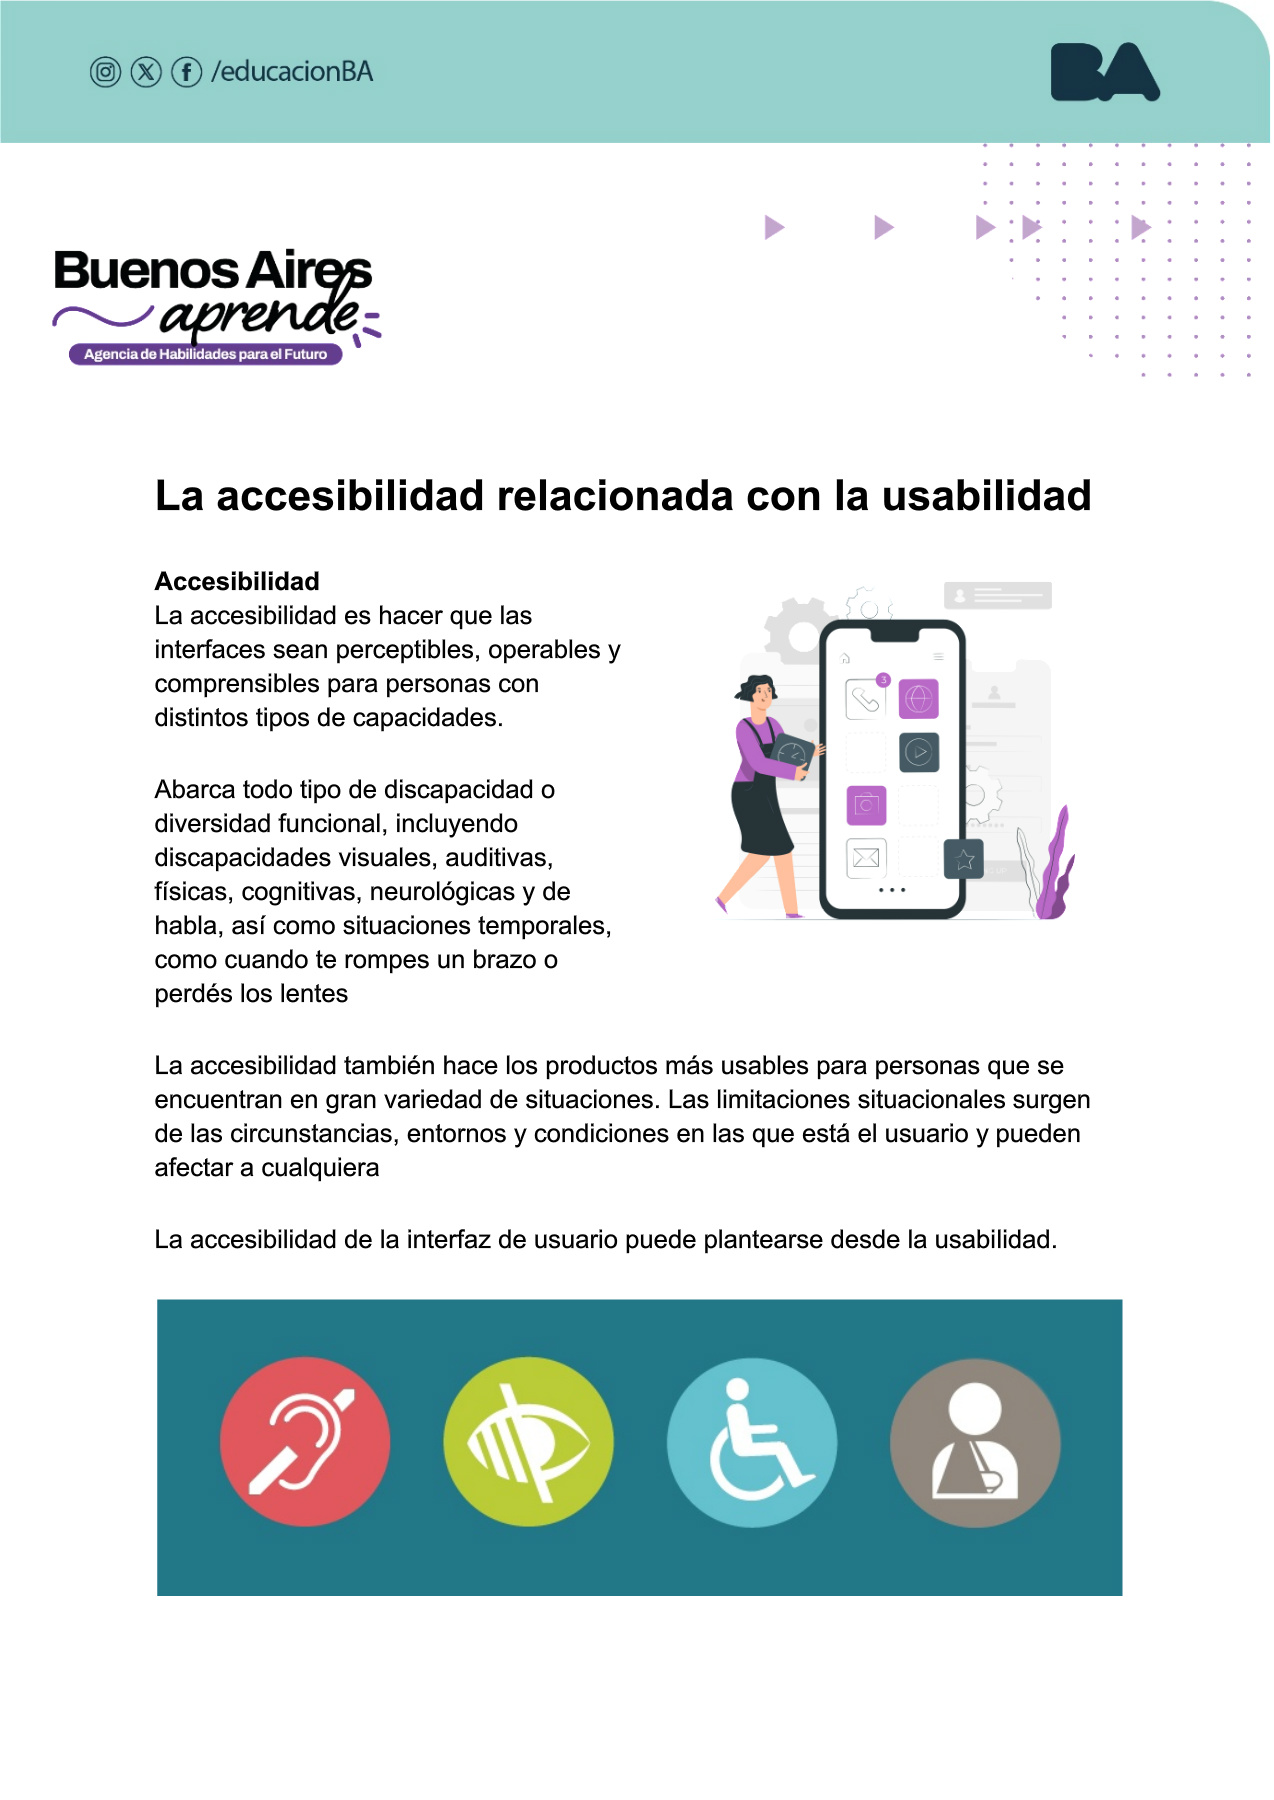 /educacionBA
BA
Buenos Aires
aprende
Agencia de Habilidades para el Futuro
La accesibilidad relacionada con la usabilidad
Accesibilidad
La accesibilidad es hacer que las
interfaces sean perceptibles, operables y
comprensibles para personas con
distintos tipos de capacidades.
3
Abarca todo tipo de discapacidad o
diversidad funcional, incluyendo
discapacidades visuales, auditivas,
físicas, cognitivas, neurológicas y de
habla, así como situaciones temporales,
como cuando te rompes un brazo o
perdés los lentes
La accesibilidad también hace los productos más usables para personas que se
encuentran en gran variedad de situaciones. Las limitaciones situacionales surgen
de las circunstancias, entornos y condiciones en las que está el usuario y pueden
afectar a cualquiera
La accesibilidad de la interfaz de usuario puede plantearse desde la usabilidad.